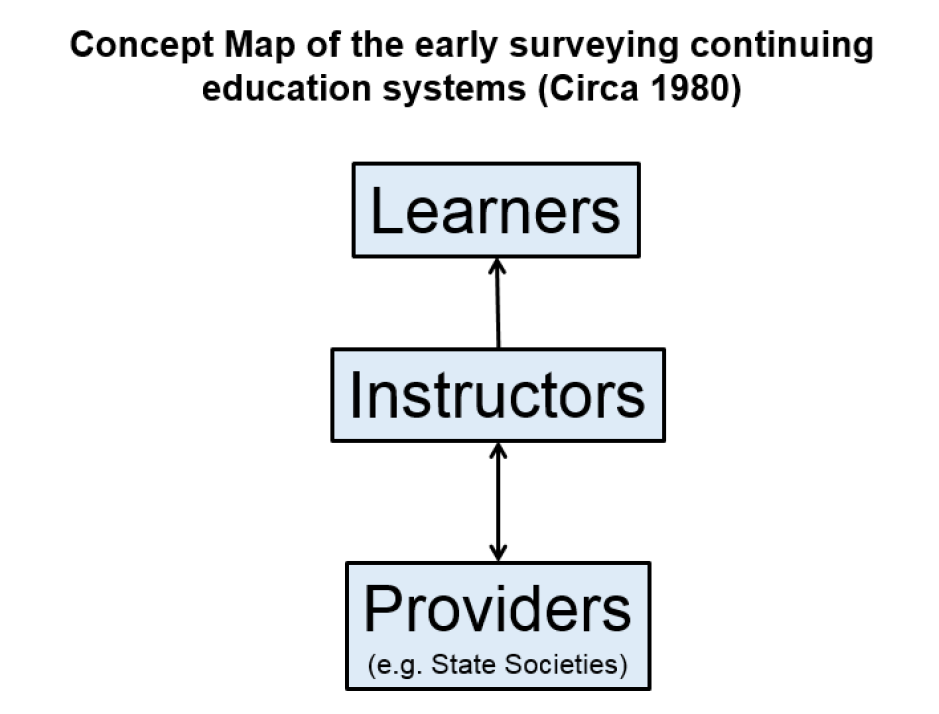 Concept Map of the early surveying continuing
education systems (Circa 1980)
Learners
Instructors
Providers
(e.g. State Societies)